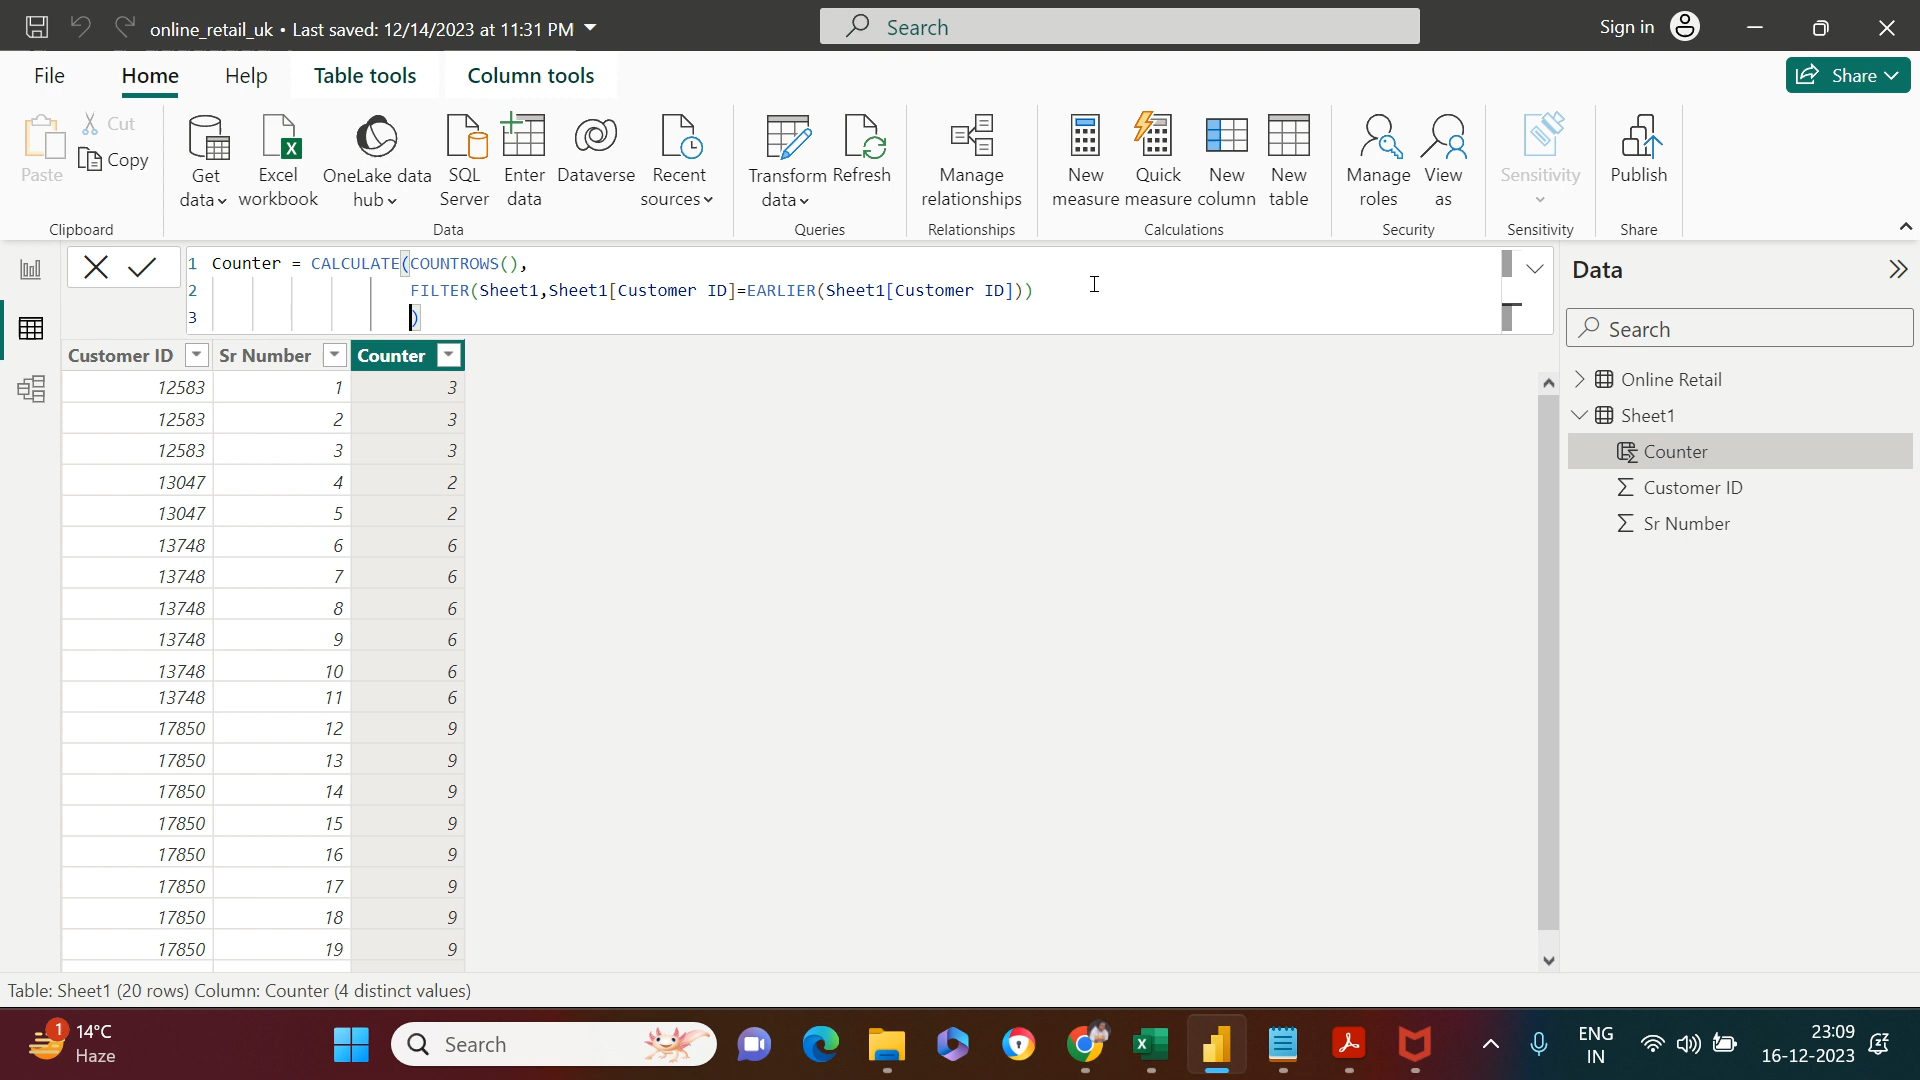 online_retail_uk • Last saved: 12/14/2023 at 11:31 PM
Search
Sign in
File Home Help Table tools Column tools
Share
Paste
Cut
Copy
Get data
Excel workbook
OneLake data hub
SQL Server
Enter data
Dataverse
Recent sources
Transform data
Refresh
Manage relationships
New measure
Quick measure
New column
New table
Manage roles
View as
Sensitivity
Publish
Clipboard Data Queries Relationships Calculations Security Sensitivity Share
1 Counter = CALCULATE(COUNTROWS(),
2 FILTER(Sheet1,Sheet1[Customer ID]=EARLIER(Sheet1[Customer ID]))
3 )
Customer ID Sr Number Counter
12583 1 3
12583 2 3
12583 3 3
13047 4 2
13047 5 2
13748 6 6
13748 7 6
13748 8 6
13748 9 6
13748 10 6
13748 11 6
17850 12 9
17850 13 9
17850 14 9
17850 15 9
17850 16 9
17850 17 9
17850 18 9
17850 19 9
Data
Search
Online Retail
Sheet1
Counter
Customer ID
Sr Number
Table: Sheet1 (20 rows) Column: Counter (4 distinct values)
1
14°C
Haze
Search
ENG
IN
23:09
16-12-2023